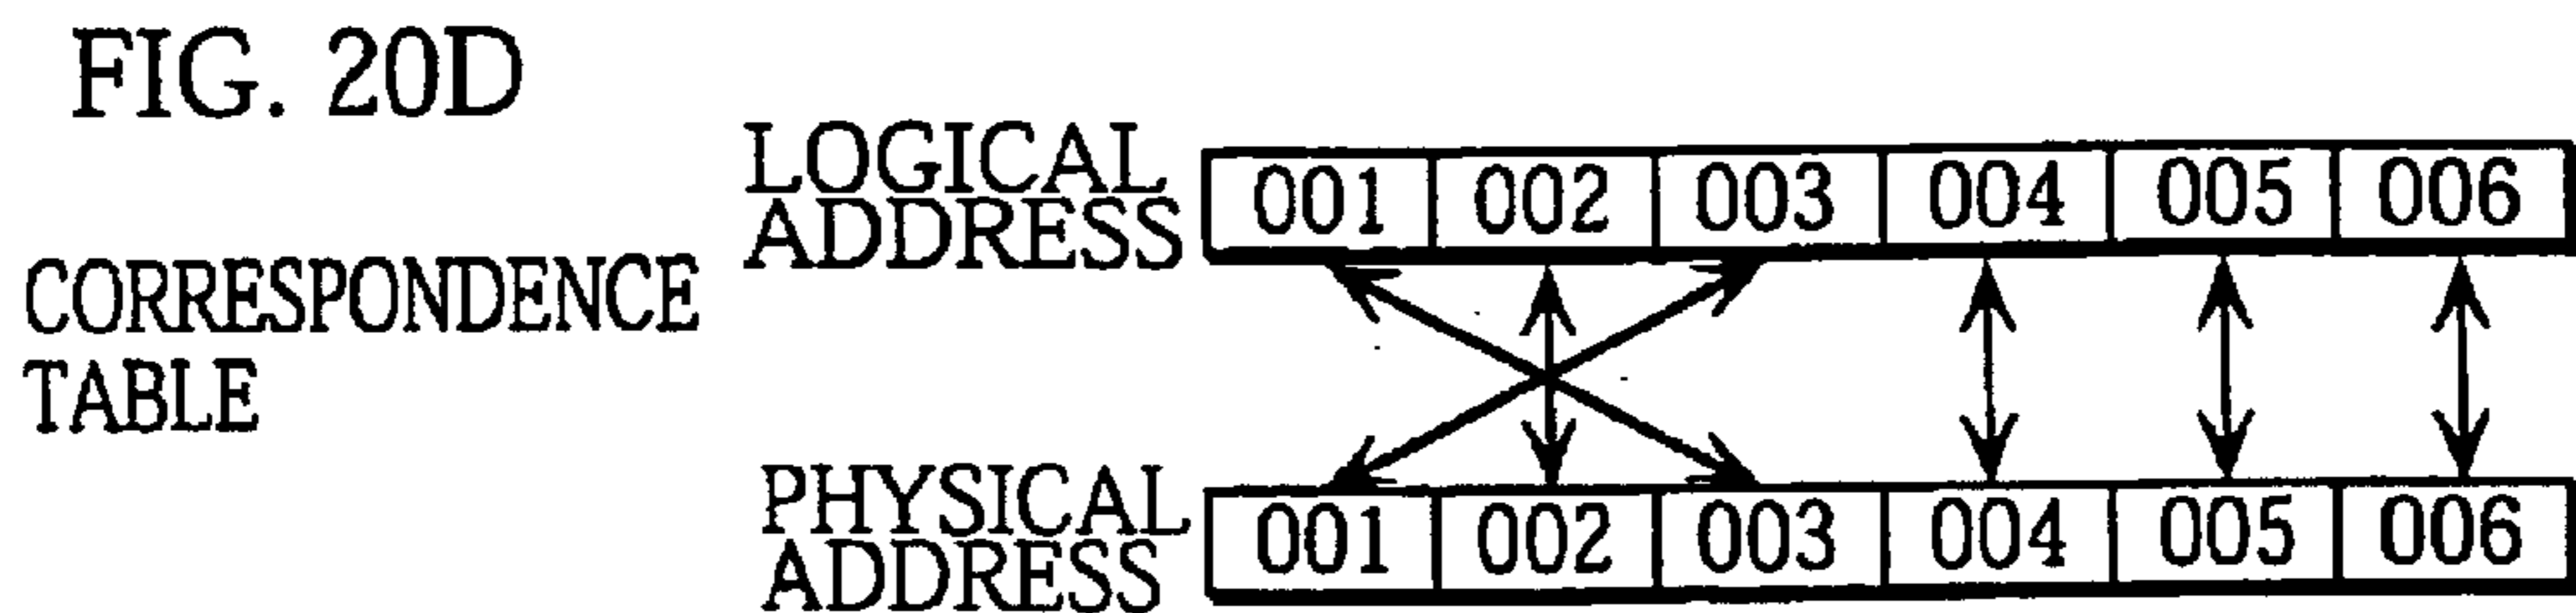 FIG. 20D
CORRESPONDENCE
TABLE
LOGICAL
ADDRESS
001 002 003 004 005 006
PHYSICAL
ADDRESS
001 002 003 004 005 006